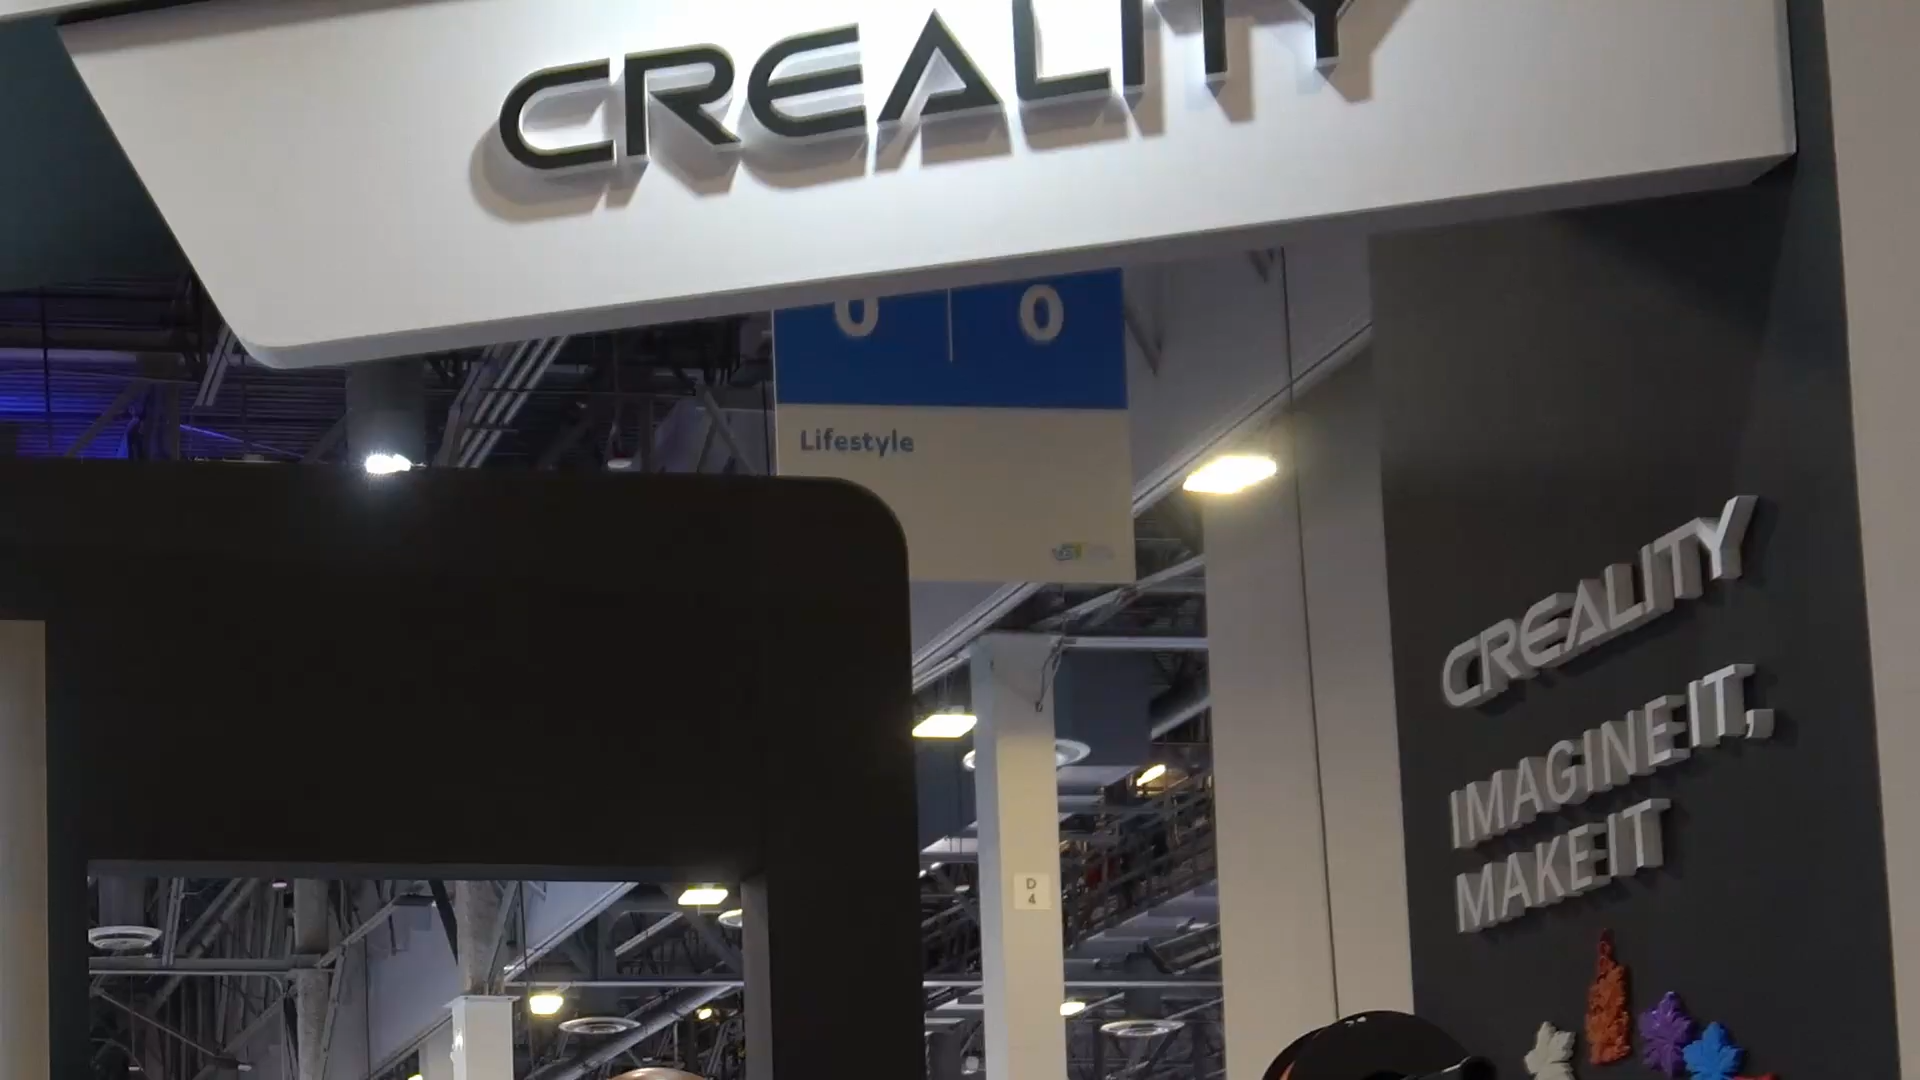 CREALITY
0 0
Lifestyle
CREALITY
IMAGINE IT,
MAKE IT
D
4